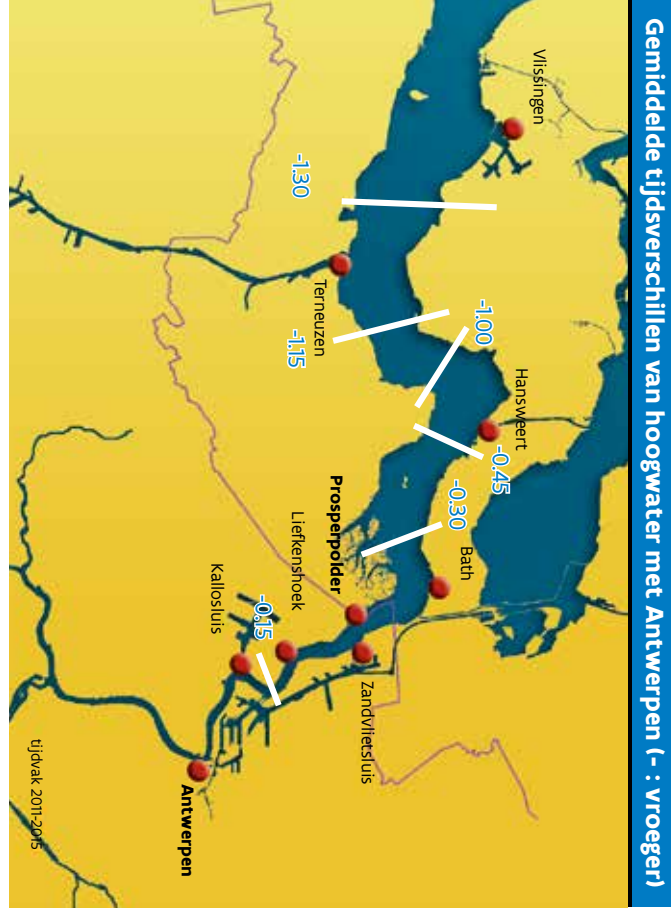 Gemiddelde tijdsverschillen van hoogwater met Antwerpen (- : vroeger)
Vlissingen
-1.30
Terneuzen
-1.15
-1.00
Hansweert
-0.45
-0.30
Bath
Prosperpolder
Liefkenshoek
Kallosluis
-0.15
Zandvlietsluis
Antwerpen
tijdvak 2011-2015